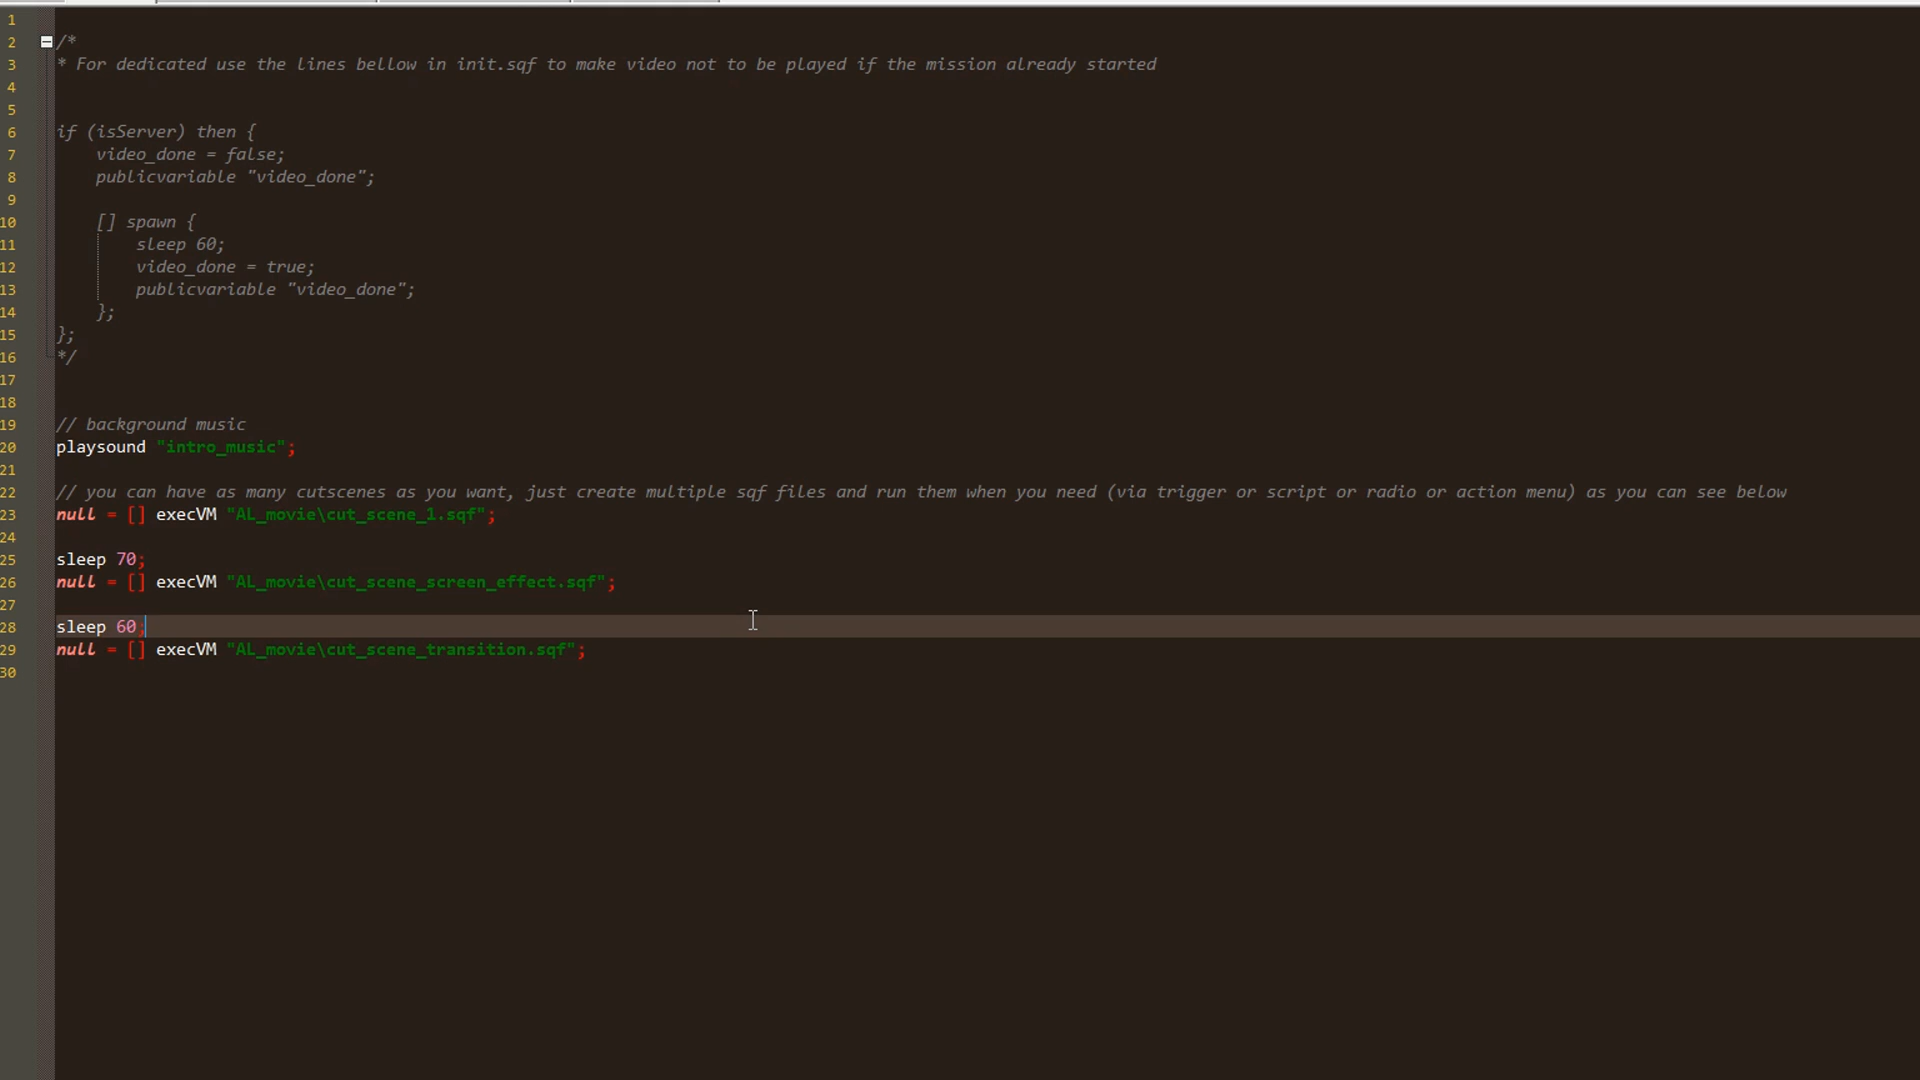 1
2 /*
3 * For dedicated use the lines bellow in init.sqf to make video not to be played if the mission already started
4
5
6 if (isServer) then {
7 video_done = false;
8 publicvariable "video_done";
9
10 [] spawn {
11 sleep 60;
12 video_done = true;
13 publicvariable "video_done";
14 };
15 };
16 */
17
18
19 // background music
20 playsound "intro_music";
21
22 // you can have as many cutscenes as you want, just create multiple sqf files and run them when you need (via trigger or script or radio or action menu) as you can see below
23 null = [] execVM "AL_movie\cut_scene_1.sqf";
24
25 sleep 70;
26 null = [] execVM "AL_movie\cut_scene_screen_effect.sqf";
27
28 sleep 60;
29 null = [] execVM "AL_movie\cut_scene_transition.sqf";
30